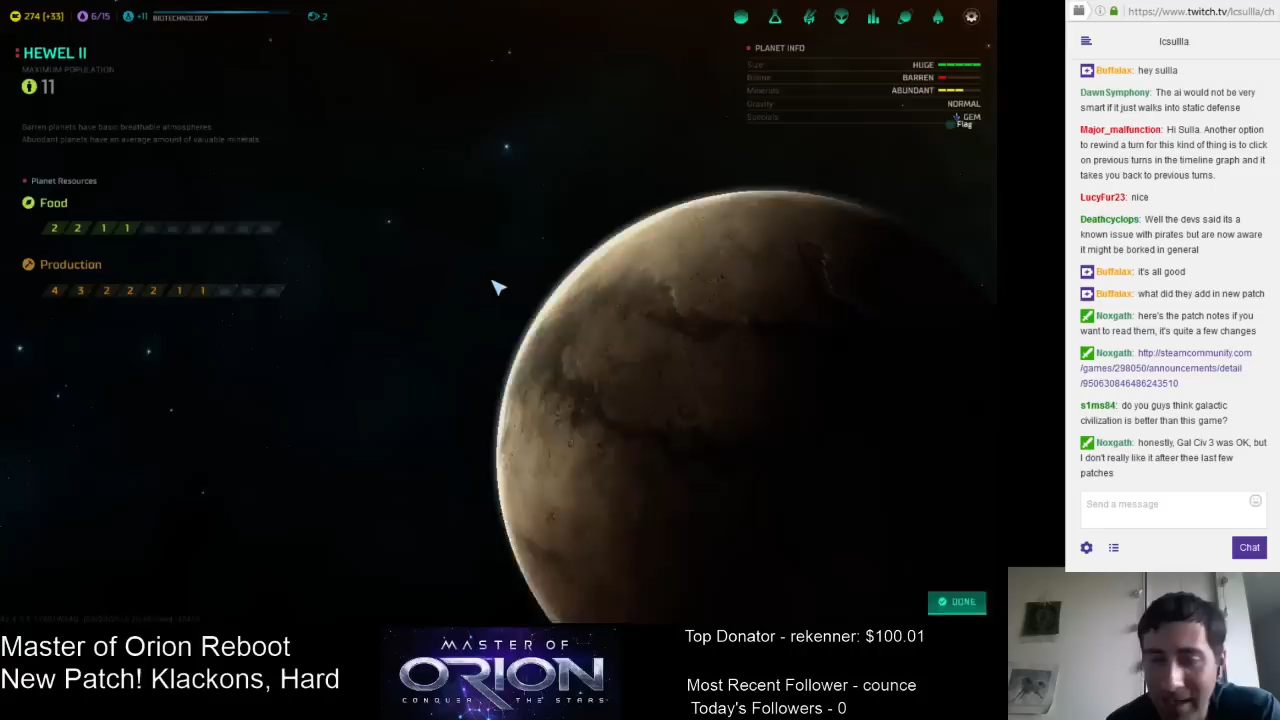 274 [+33]
6/15
+11
BIOTECHNOLOGY
2
HEWEL II
MAXIMUM POPULATION
11
Barren planets have basic breathable atmospheres
Abundant planets have an average amount of valuable minerals
Planet Resources
Food
2 2 1 1
Production
4 3 2 2 2 1 1
PLANET INFO
Size HUGE
Biome BARREN
Minerals ABUNDANT
Gravity NORMAL
Specials GEM
Flag
DONE
Master of Orion Reboot
New Patch! Klackons, Hard
MASTER OF
ORION
CONQUER THE STARS
Top Donator - rekenner: $100.01
Most Recent Follower - counce
Today's Followers - 0
https://www.twitch.tv/lcsullla/ch
lcsullla
Buffalax: hey sullla
DawnSymphony: The ai would not be very
smart if it just walks into static defense
Major_malfunction: Hi Sulla. Another option
to rewind a turn for this kind of thing is to click
on previous turns in the timeline graph and it
takes you back to previous turns.
LucyFur23: nice
Deathcyclops: Well the devs said its a
known issue with pirates but are now aware
it might be borked in general
Buffalax: it's all good
Buffalax: what did they add in new patch
Noxgath: here's the patch notes if you
want to read them, it's quite a few changes
Noxgath: http://steamcommunity.com
/games/298050/announcements/detail
/950630846486243510
s1ms84: do you guys think galactic
civilization is better than this game?
Noxgath: honestly, Gal Civ 3 was OK, but
I don't really like it afteer thee last few
patches
Send a message
Chat